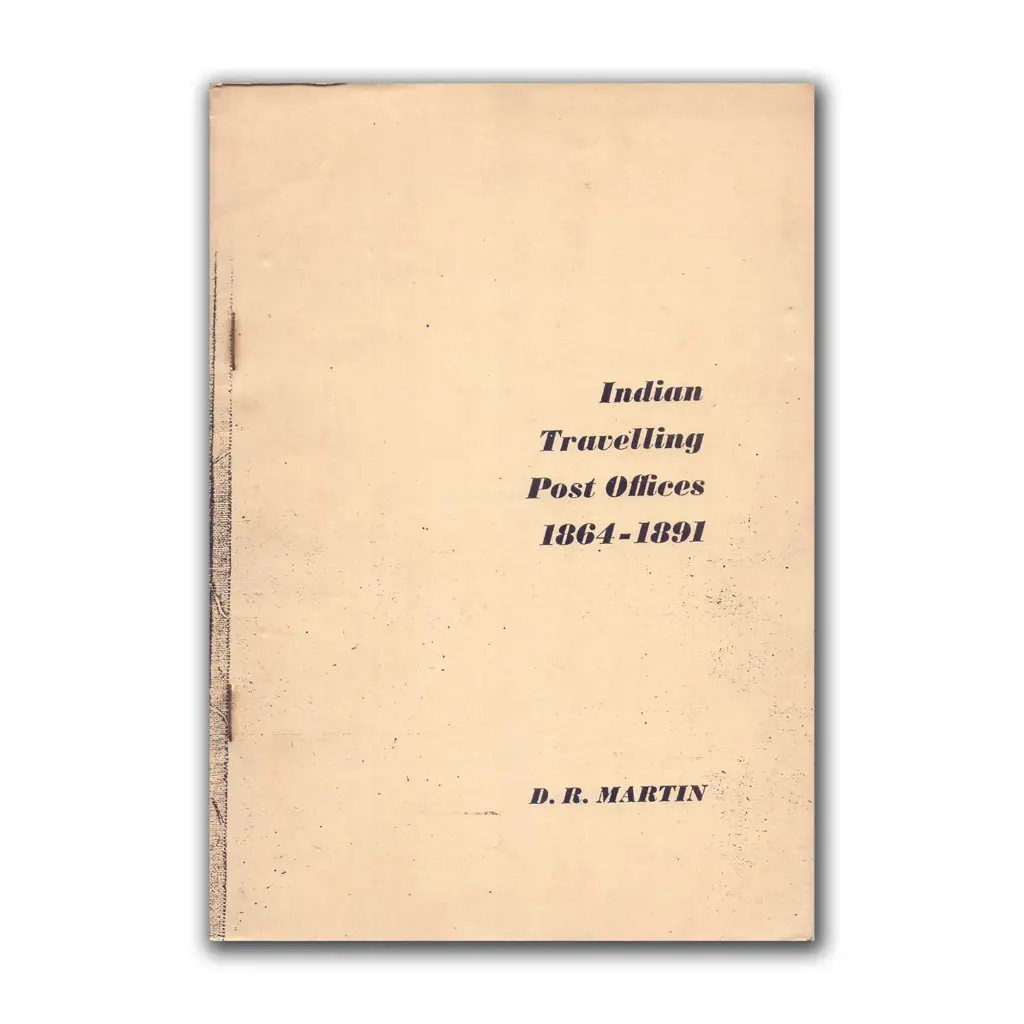 Indian
Travelling
Post Offices
1864-1891
D. R. MARTIN